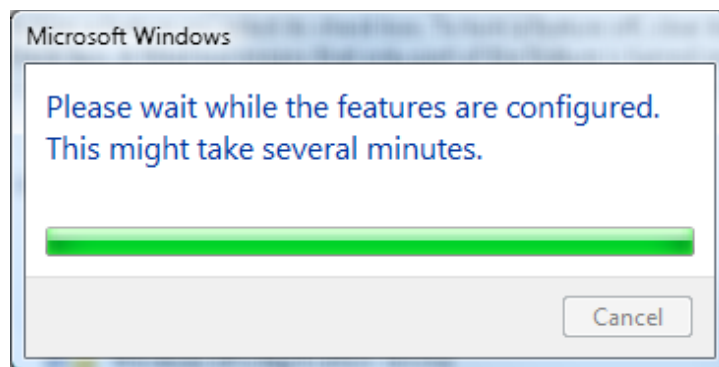 Microsoft Windows
Please wait while the features are configured.
This might take several minutes.
Cancel